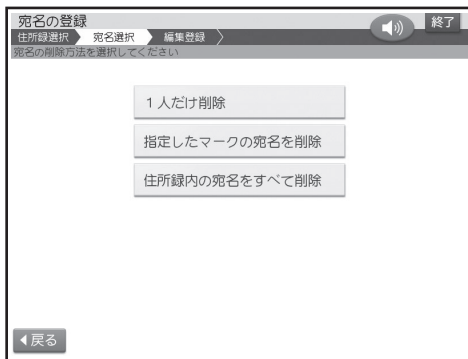 宛名の登録
終了
住所録選択 宛名選択 編集登録
宛名の削除方法を選択してください
1人だけ削除
指定したマークの宛名を削除
住所録内の宛名をすべて削除
戻る